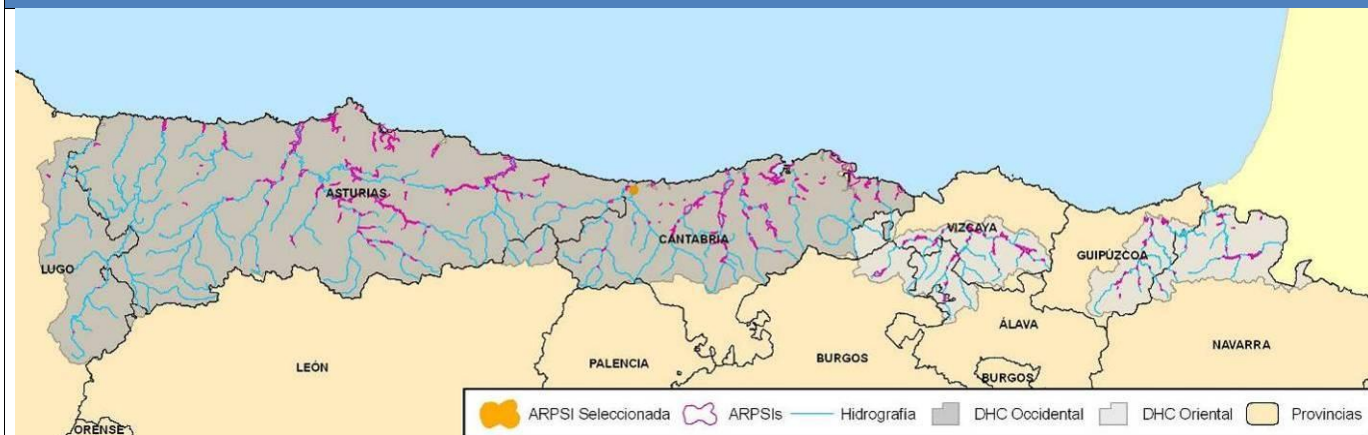 ASTURIAS
LUGO
CANTABRIA
VIZCAYA
GUIPÚZCOA
ÁLAVA
NAVARRA
LEÓN
PALENCIA
BURGOS
BURGOS
ORENSE
ARPSI Seleccionada ARPSIs Hidrografía DHC Occidental DHC Oriental Provincias